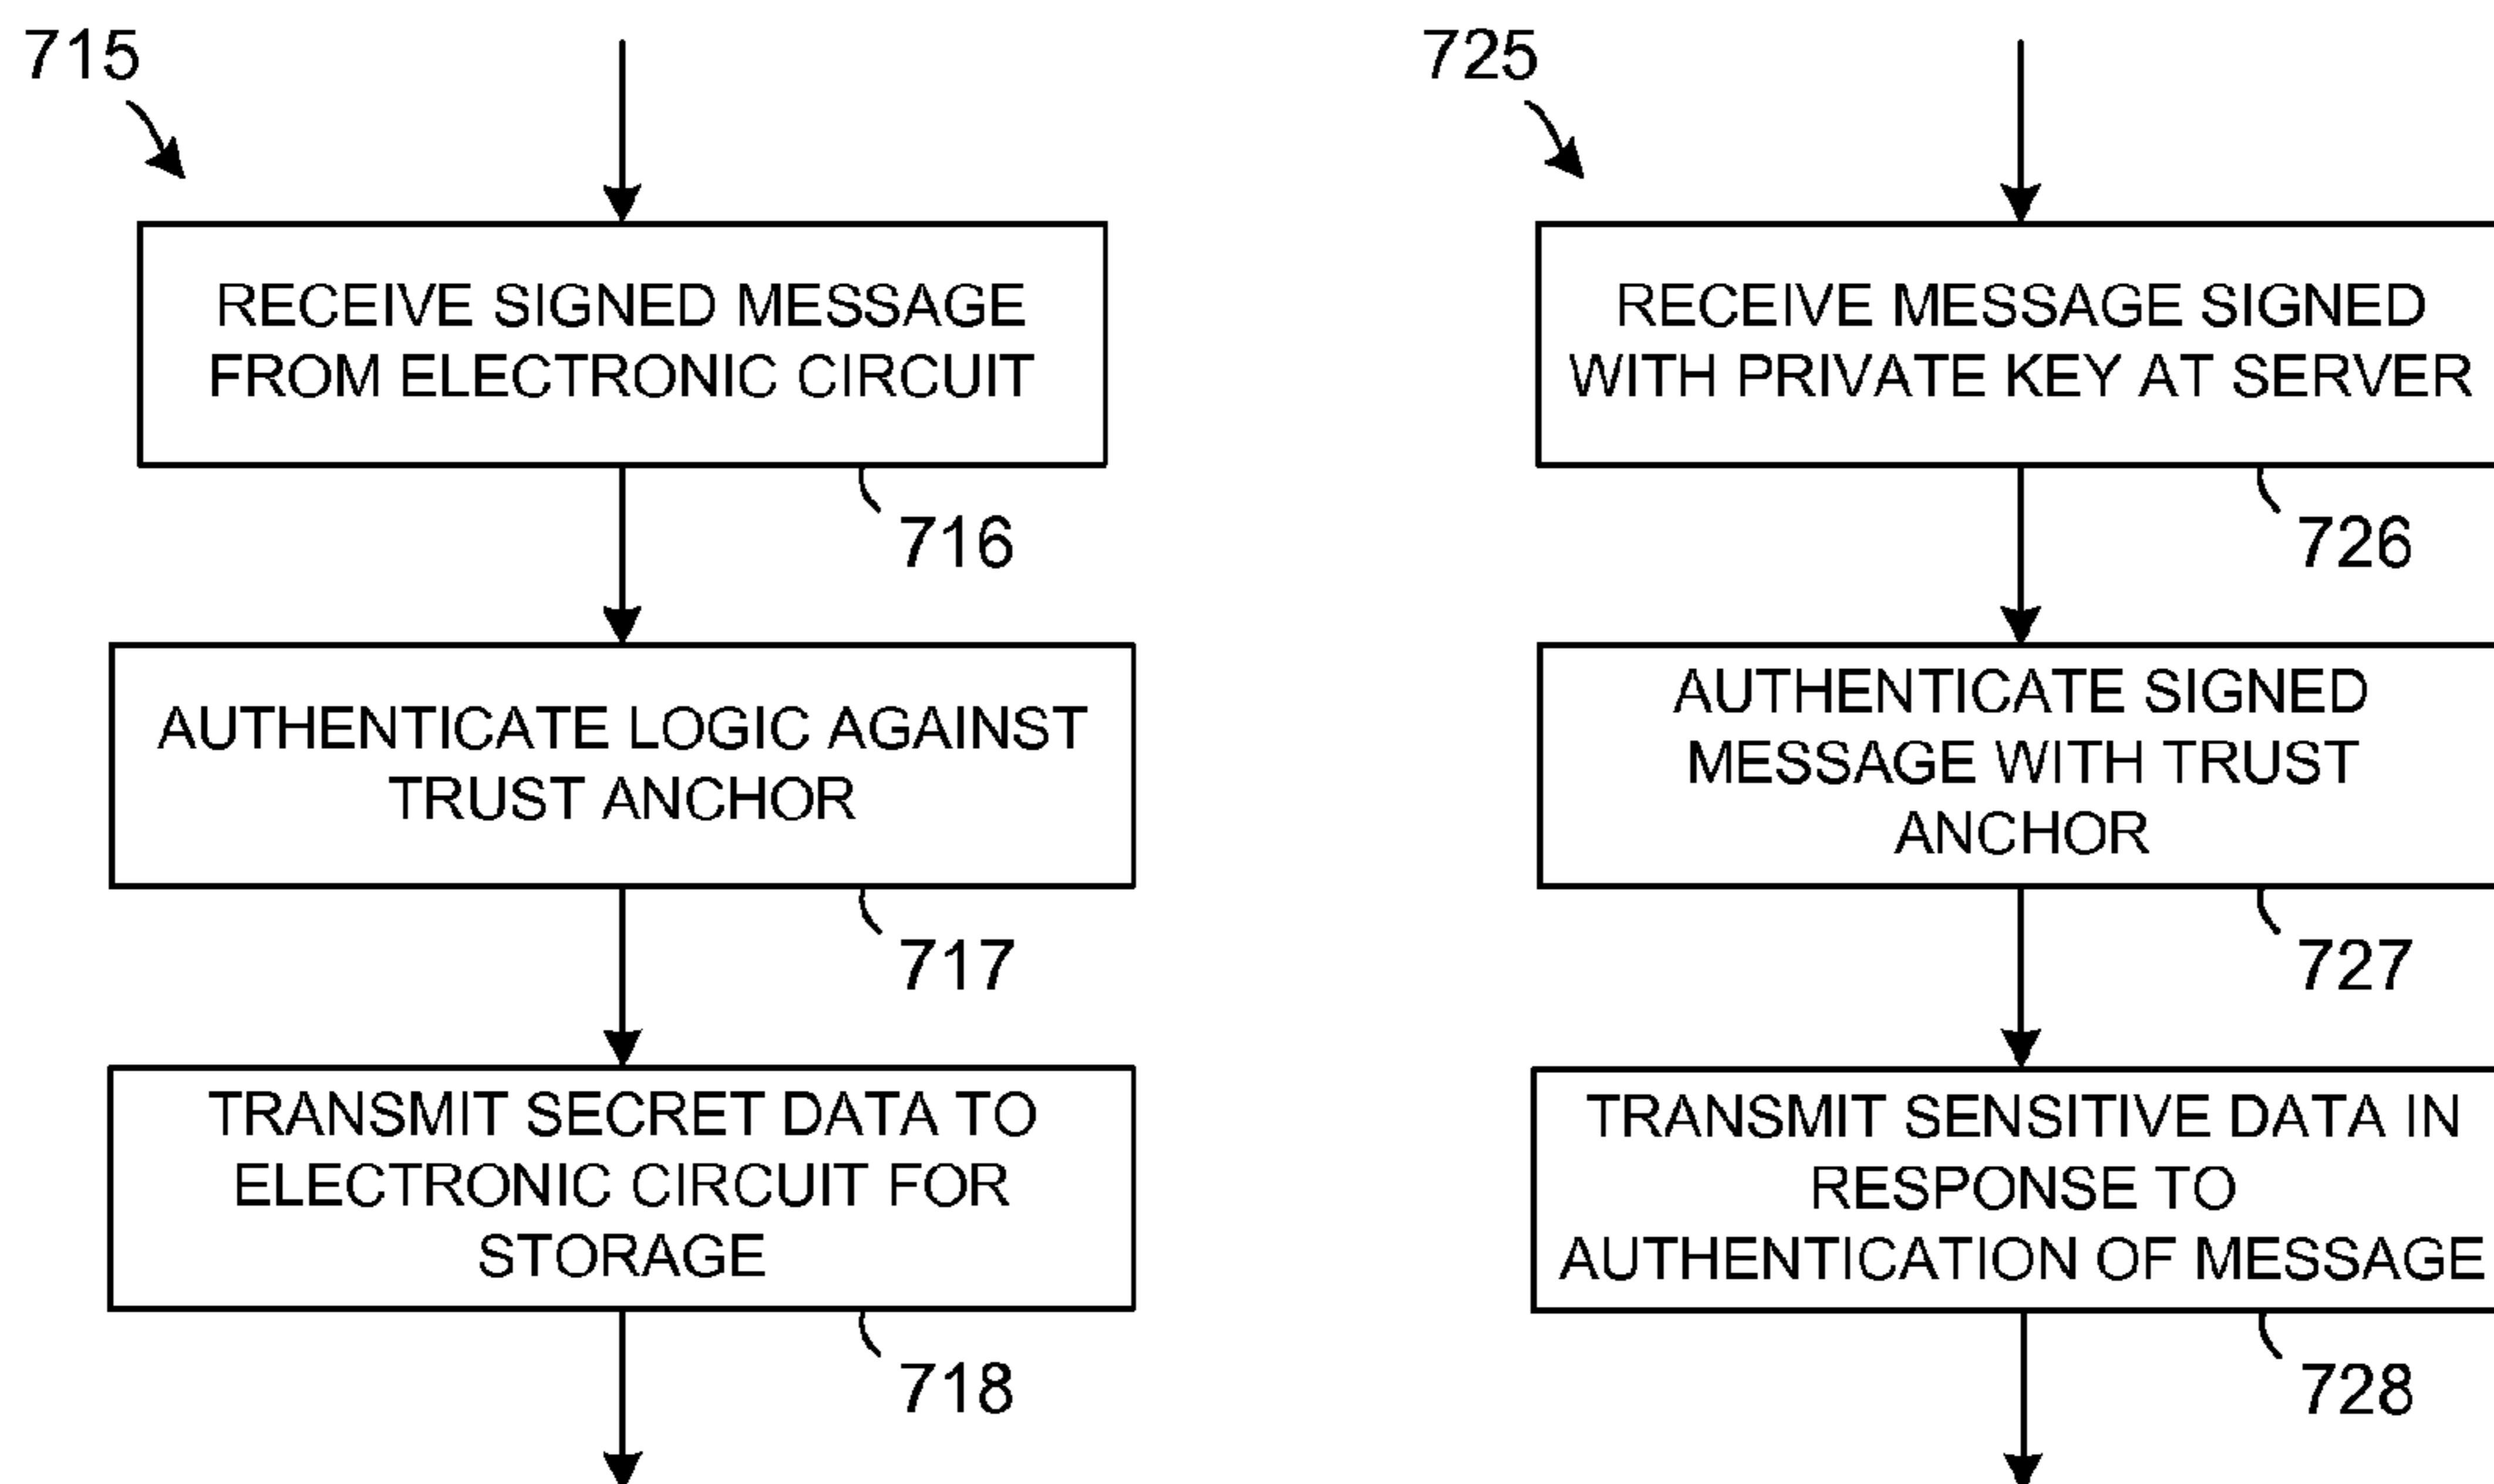 715
RECEIVE SIGNED MESSAGE
FROM ELECTRONIC CIRCUIT
716
AUTHENTICATE LOGIC AGAINST
TRUST ANCHOR
717
TRANSMIT SECRET DATA TO
ELECTRONIC CIRCUIT FOR
STORAGE
718
725
RECEIVE MESSAGE SIGNED
WITH PRIVATE KEY AT SERVER
726
AUTHENTICATE SIGNED
MESSAGE WITH TRUST
ANCHOR
727
TRANSMIT SENSITIVE DATA IN
RESPONSE TO
AUTHENTICATION OF MESSAGE
728